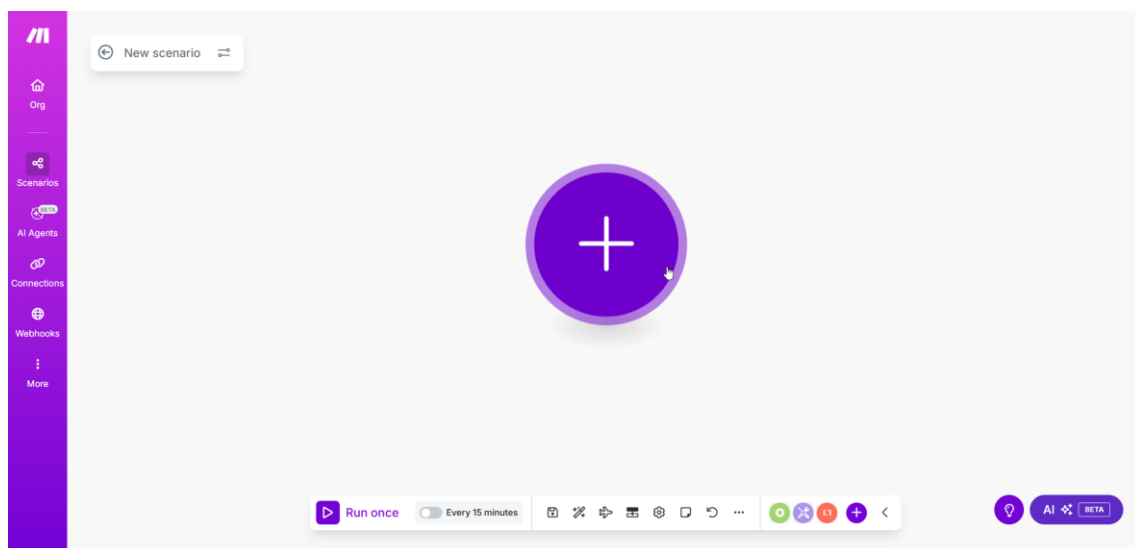 New scenario
Org
Scenarios
BETA
AI Agents
Connections
Webhooks
More
Run once
Every 15 minutes
AI BETA